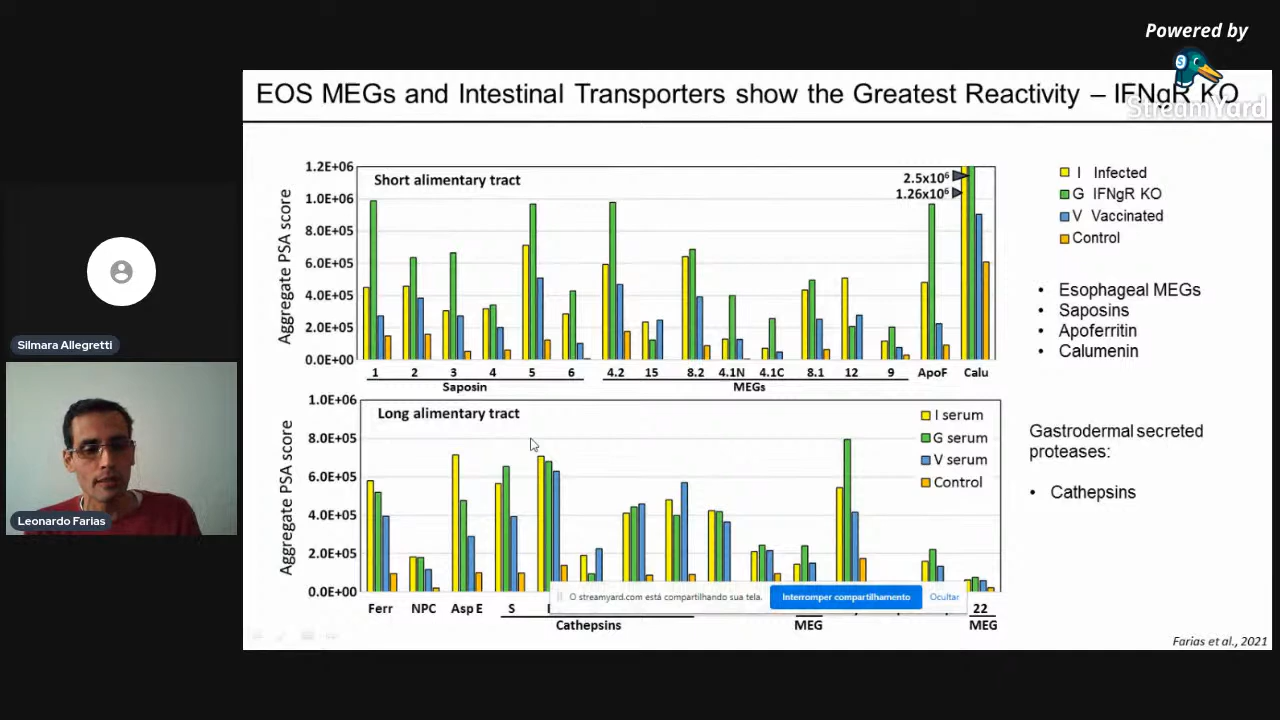 Powered by
StreamYard
EOS MEGs and Intestinal Transporters show the Greatest Reactivity – IFNgR KO
Short alimentary tract
Aggregate PSA score
1.2E+06
1.0E+06
8.0E+05
6.0E+05
4.0E+05
2.0E+05
0.0E+00
2.5x10⁶
1.26x10⁶
1 2 3 4 5 6 4.2 15 8.2 4.1N 4.1C 8.1 12 9 ApoF Calu
Saposin MEGs
I Infected
G IFNgR KO
V Vaccinated
Control
• Esophageal MEGs
• Saposins
• Apoferritin
• Calumenin
Silmara Allegretti
Leonardo Farias
Long alimentary tract
Aggregate PSA score
1.0E+06
8.0E+05
6.0E+05
4.0E+05
2.0E+05
0.0E+00
I serum
G serum
V serum
Control
Ferr NPC Asp E S 22
Cathepsins MEG MEG
Gastrodermal secreted
proteases:
• Cathepsins
O streamyard.com está compartilhando sua tela. Interromper compartilhamento Ocultar
Farias et al., 2021